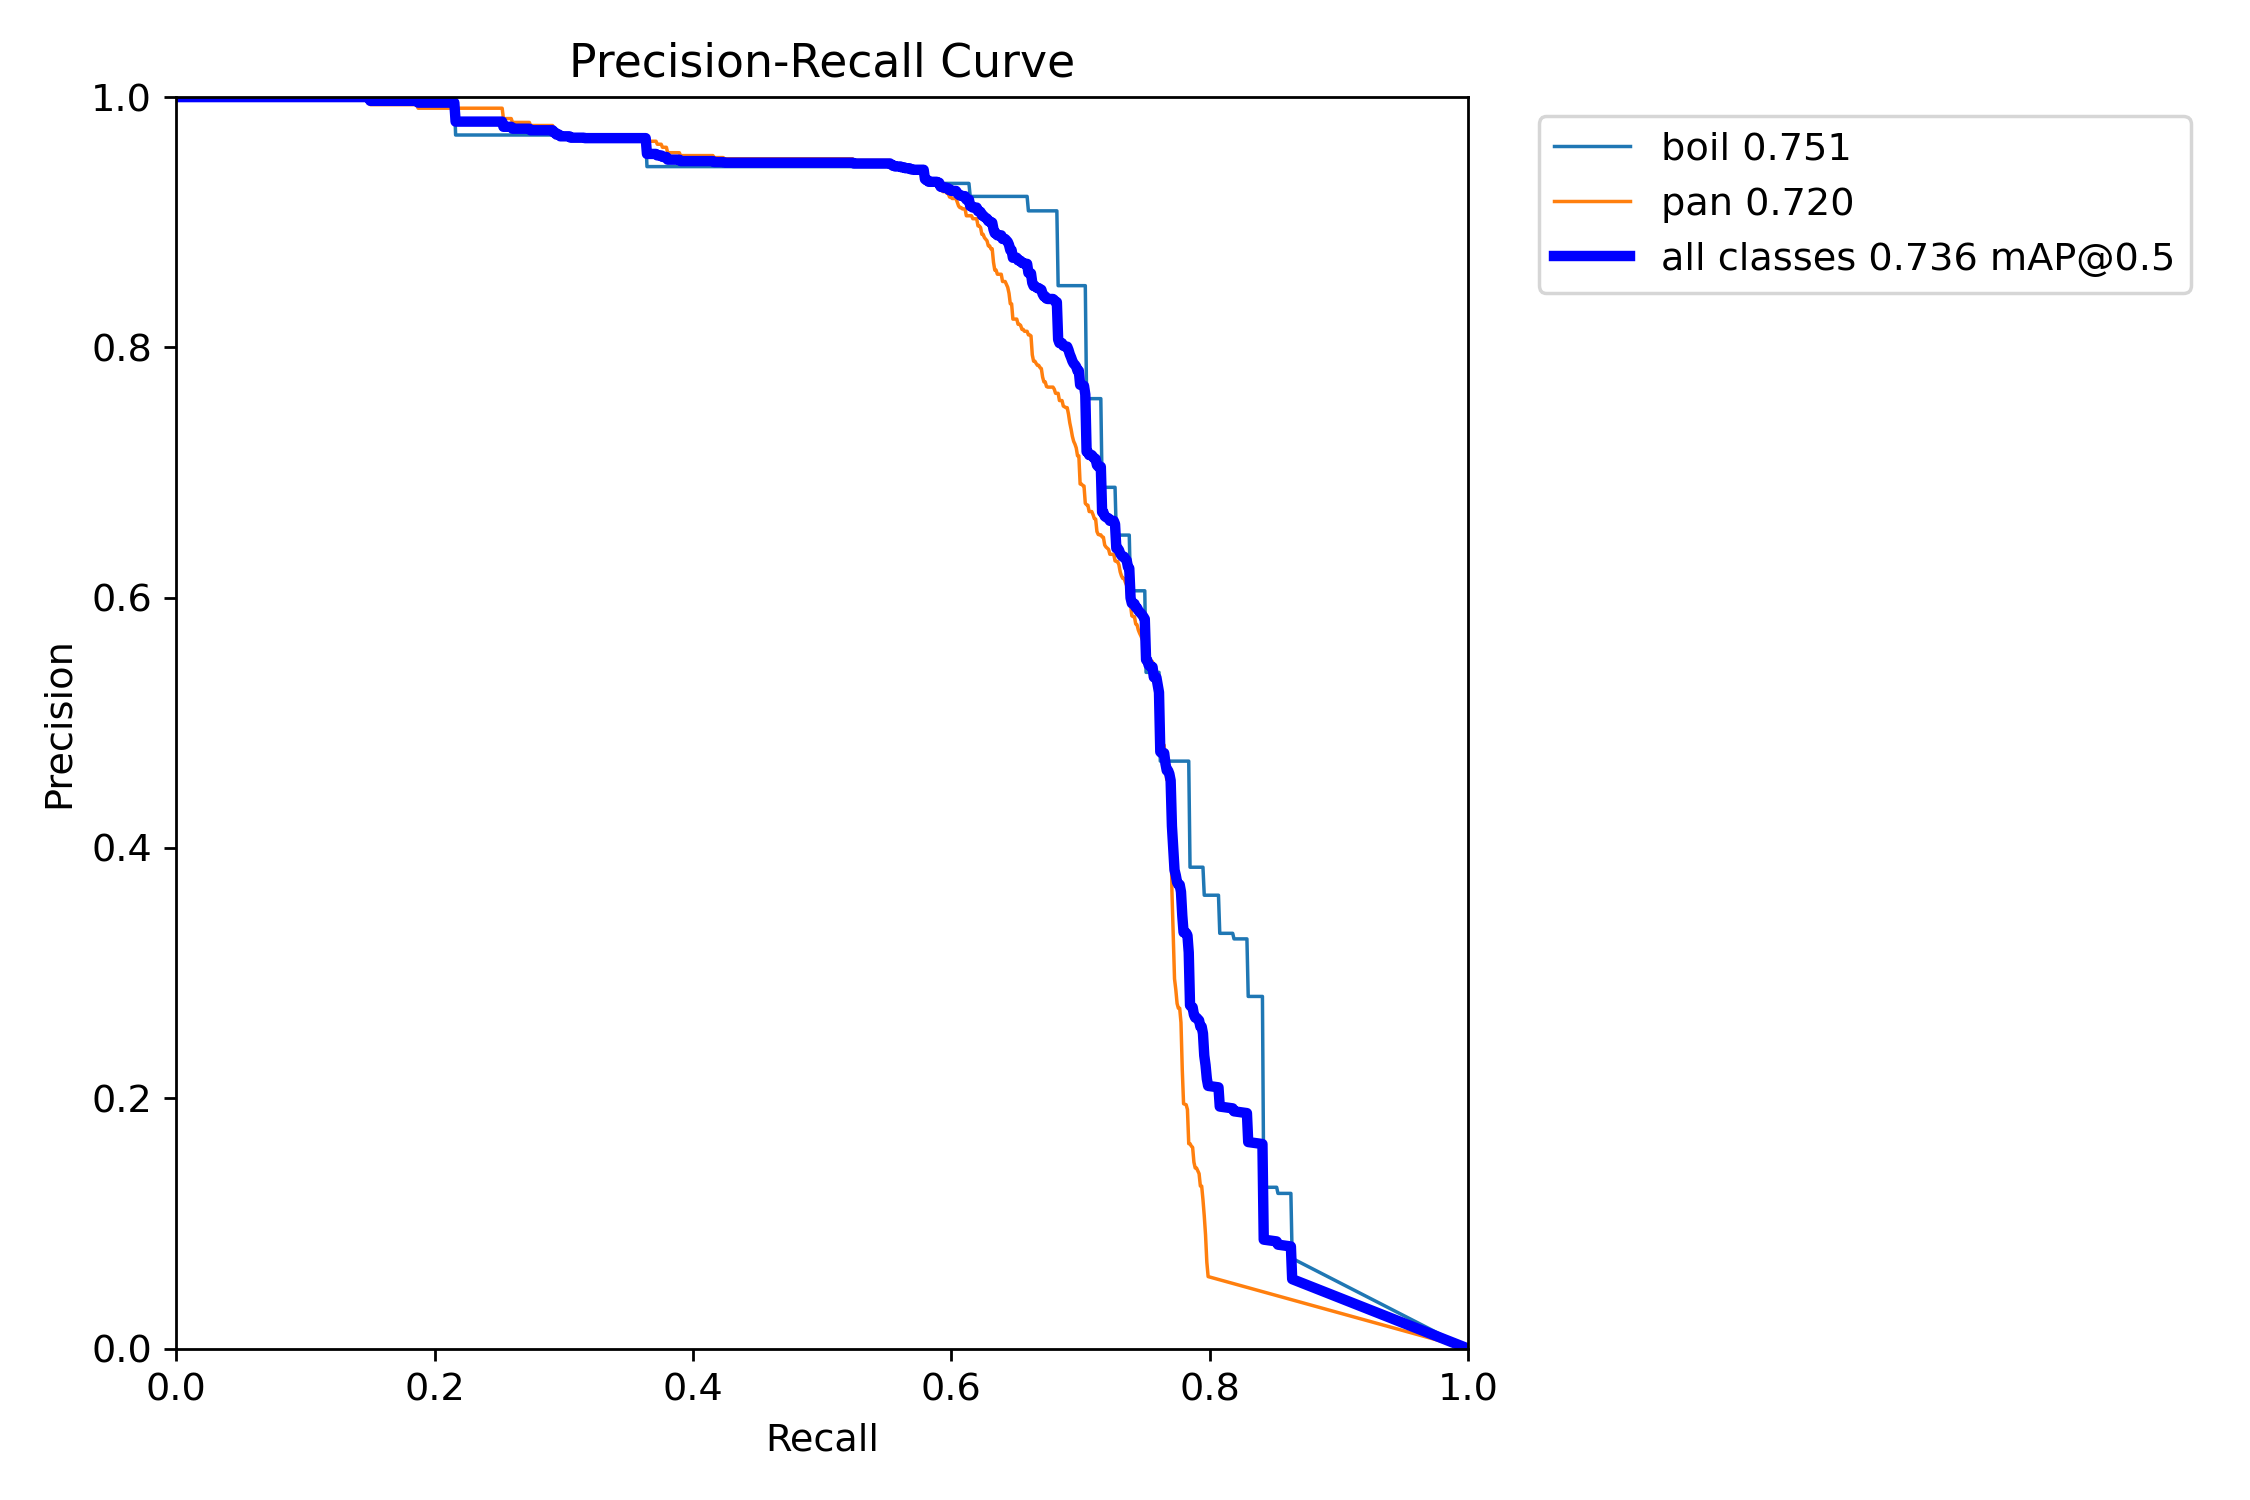 Precision-Recall Curve
1.0
0.8
0.6
0.4
0.2
0.0
Precision
0.0 0.2 0.4 0.6 0.8 1.0
Recall
boil 0.751
pan 0.720
all classes 0.736 mAP@0.5